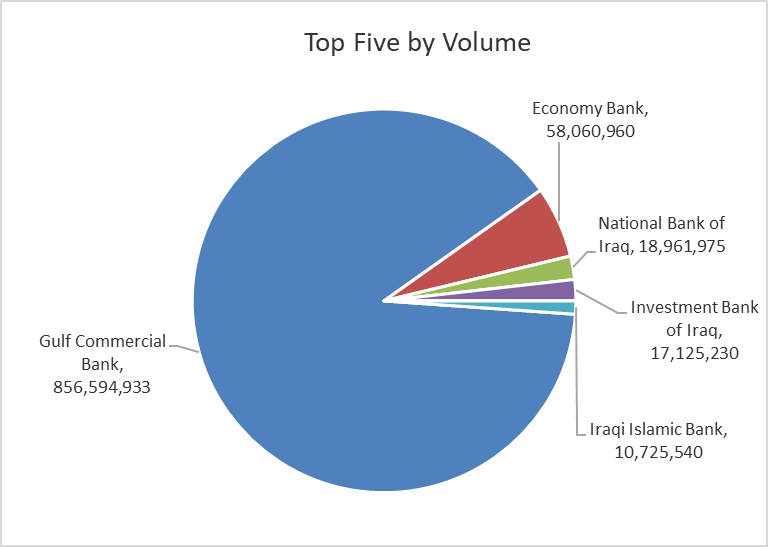 Top Five by Volume
Economy Bank,
58,060,960
National Bank of
Iraq, 18,961,975
Investment Bank
of Iraq,
17,125,230
Iraqi Islamic Bank,
10,725,540
Gulf Commercial
Bank,
856,594,933